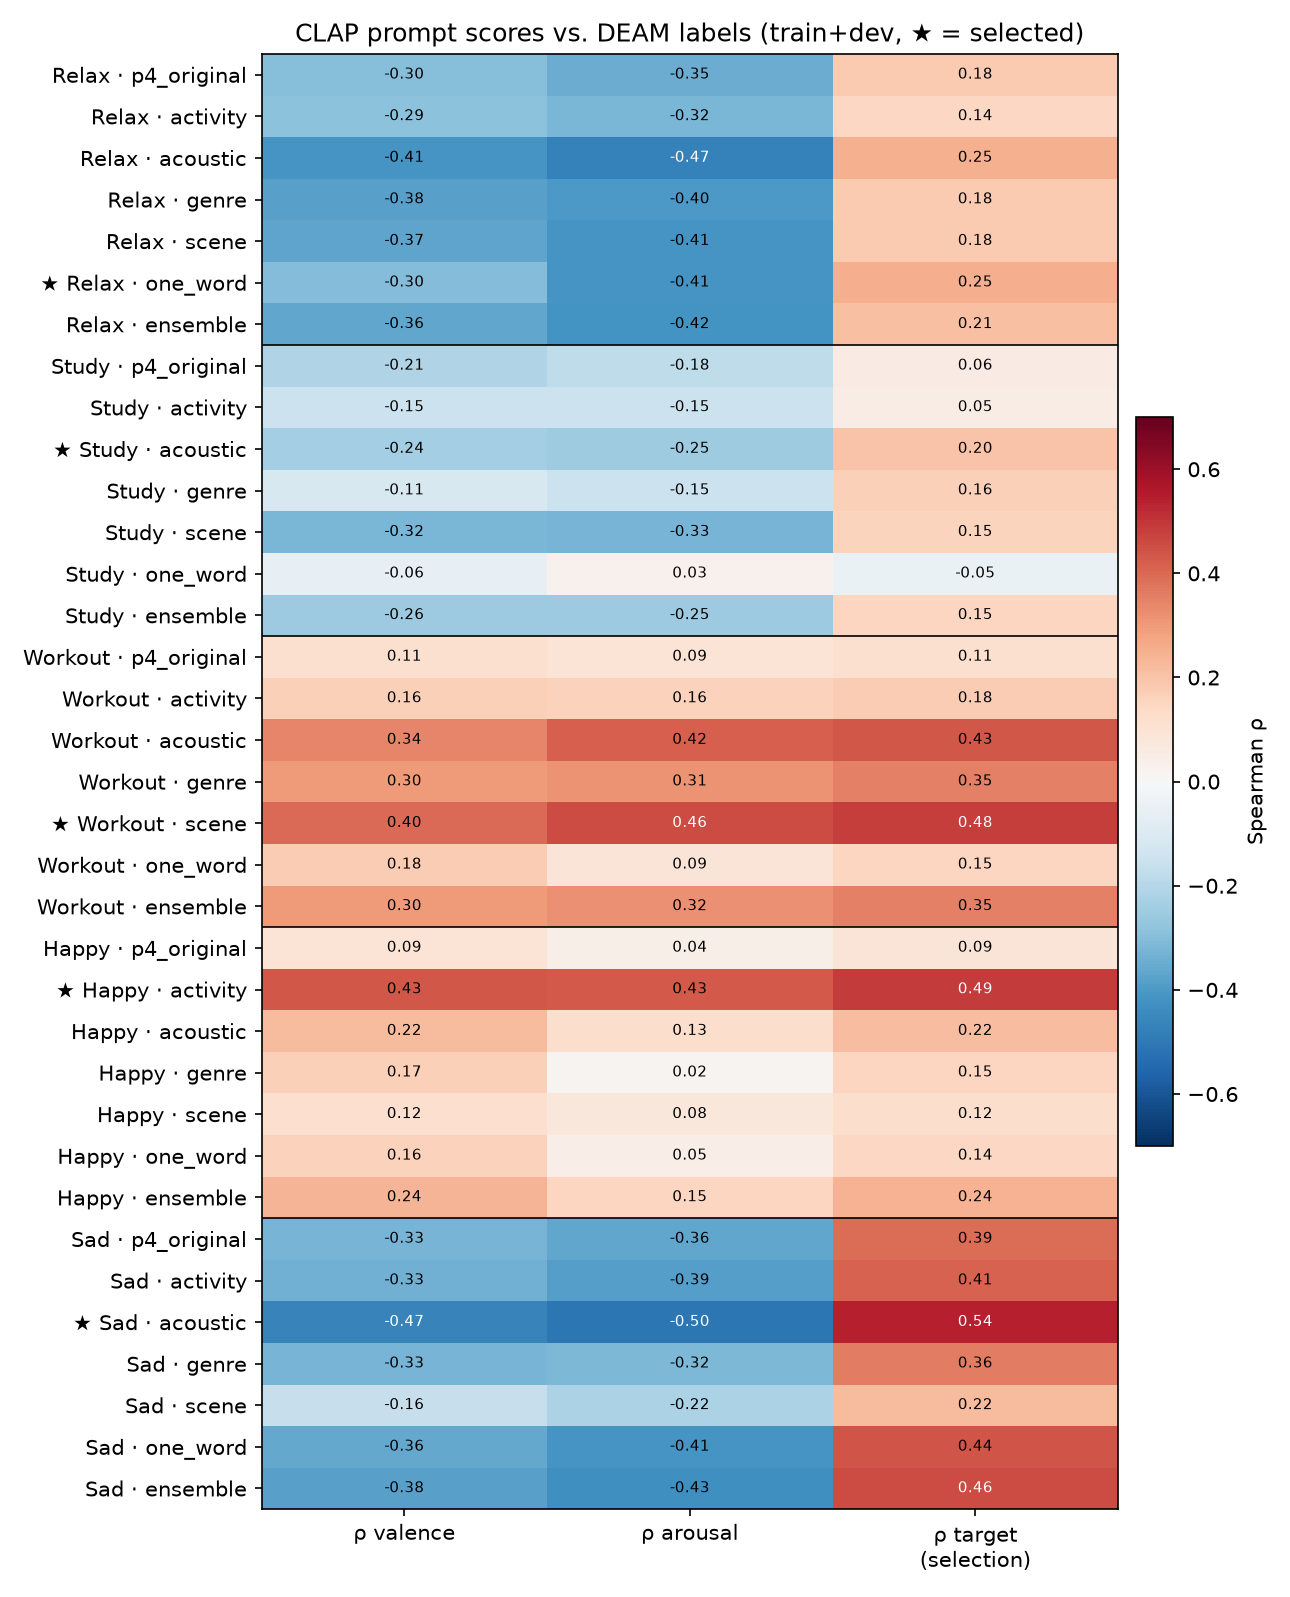 CLAP prompt scores vs. DEAM labels (train+dev, ★ = selected)
Relax · p4_original -0.30 -0.35 0.18
Relax · activity -0.29 -0.32 0.14
Relax · acoustic -0.41 -0.47 0.25
Relax · genre -0.38 -0.40 0.18
Relax · scene -0.37 -0.41 0.18
★ Relax · one_word -0.30 -0.41 0.25
Relax · ensemble -0.36 -0.42 0.21
Study · p4_original -0.21 -0.18 0.06
Study · activity -0.15 -0.15 0.05
★ Study · acoustic -0.24 -0.25 0.20
Study · genre -0.11 -0.15 0.16
Study · scene -0.32 -0.33 0.15
Study · one_word -0.06 0.03 -0.05
Study · ensemble -0.26 -0.25 0.15
Workout · p4_original 0.11 0.09 0.11
Workout · activity 0.16 0.16 0.18
Workout · acoustic 0.34 0.42 0.43
Workout · genre 0.30 0.31 0.35
★ Workout · scene 0.40 0.46 0.48
Workout · one_word 0.18 0.09 0.15
Workout · ensemble 0.30 0.32 0.35
Happy · p4_original 0.09 0.04 0.09
★ Happy · activity 0.43 0.43 0.49
Happy · acoustic 0.22 0.13 0.22
Happy · genre 0.17 0.02 0.15
Happy · scene 0.12 0.08 0.12
Happy · one_word 0.16 0.05 0.14
Happy · ensemble 0.24 0.15 0.24
Sad · p4_original -0.33 -0.36 0.39
Sad · activity -0.33 -0.39 0.41
★ Sad · acoustic -0.47 -0.50 0.54
Sad · genre -0.33 -0.32 0.36
Sad · scene -0.16 -0.22 0.22
Sad · one_word -0.36 -0.41 0.44
Sad · ensemble -0.38 -0.43 0.46
ρ valence ρ arousal ρ target
(selection)
0.6
0.4
0.2
0.0
−0.2
−0.4
−0.6
Spearman ρ